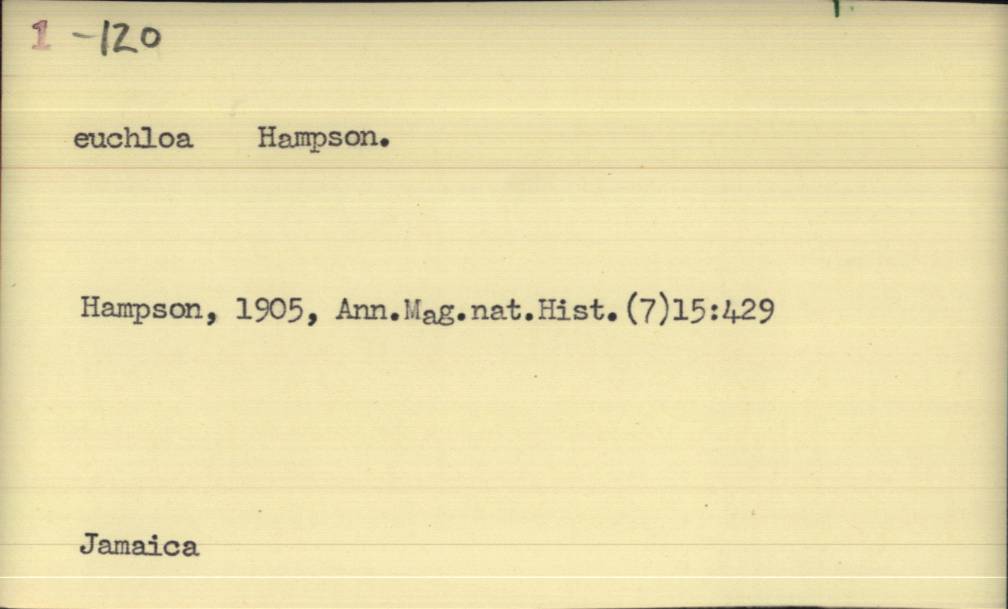 1 -120
euchloa Hampson.
Hampson, 1905, Ann.Mag.nat.Hist.(7)15:429
Jamaica